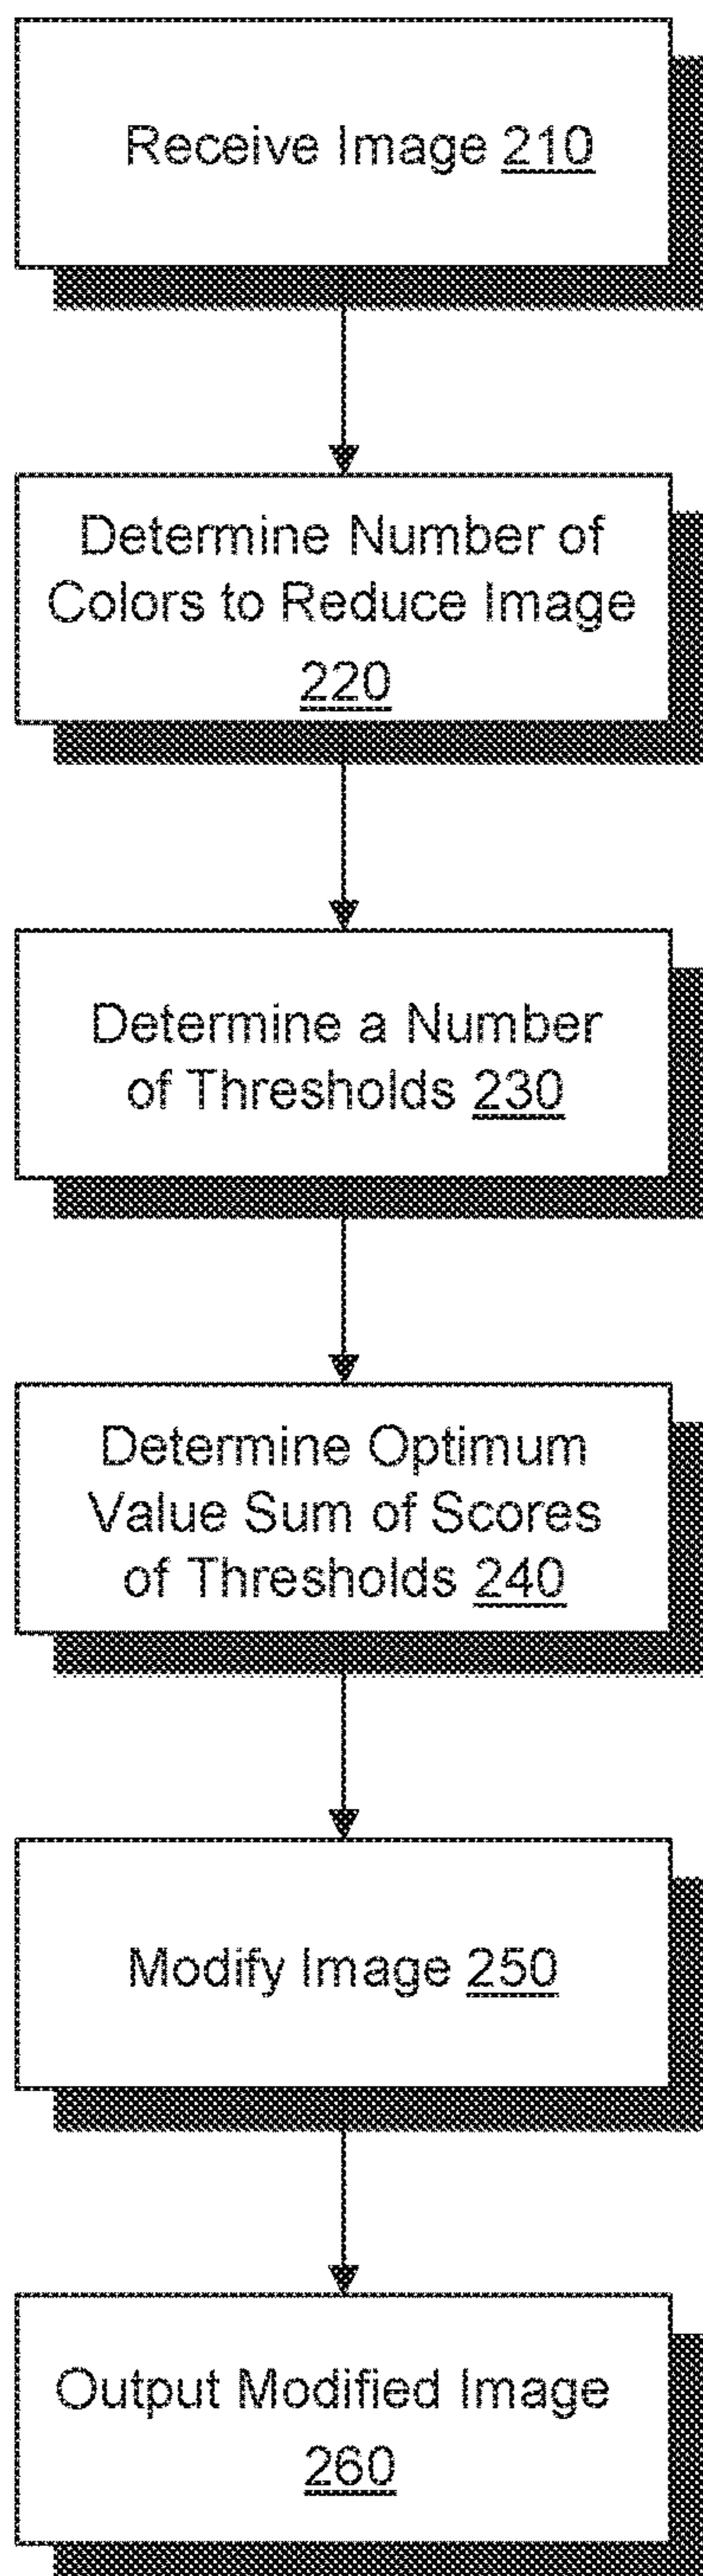 Receive Image 210
Determine Number of
Colors to Reduce Image
220
Determine a Number
of Thresholds 230
Determine Optimum
Value Sum of Scores
of Thresholds 240
Modify Image 250
Output Modified Image
260